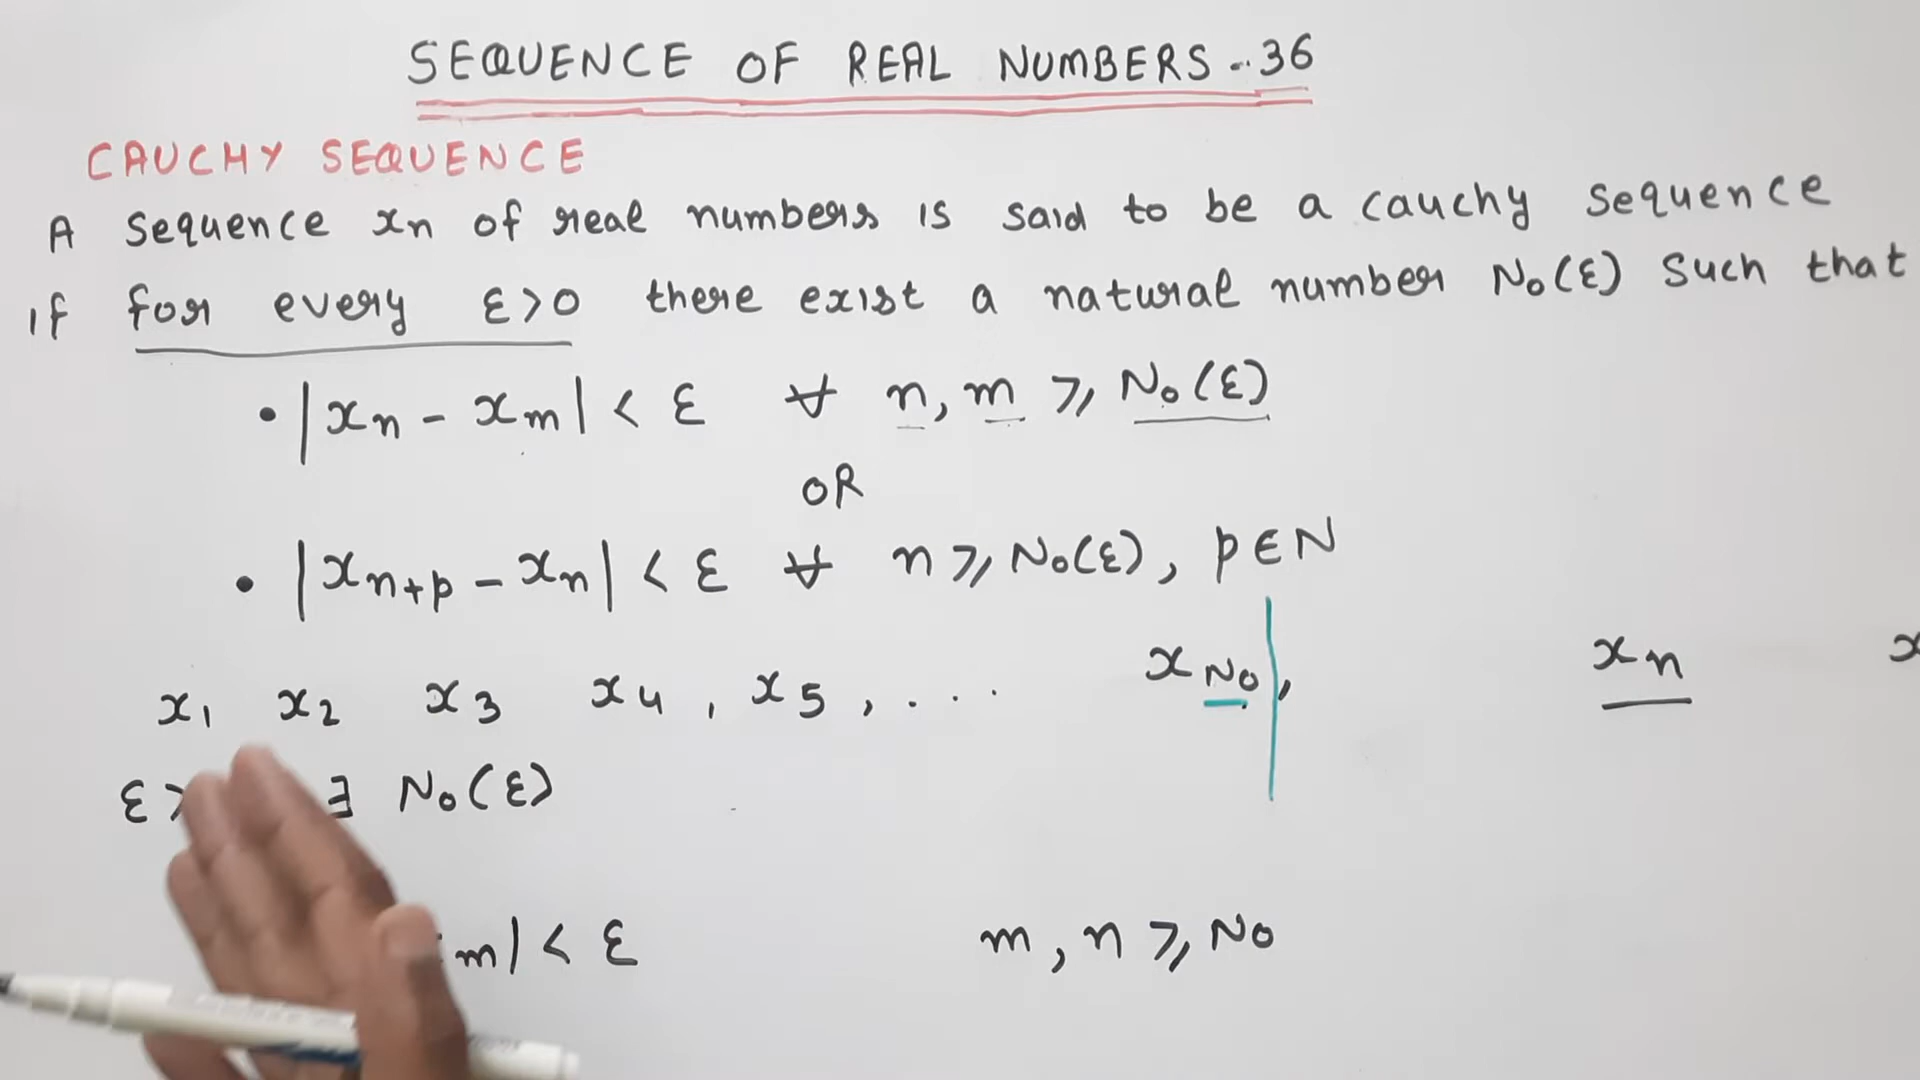 SEQUENCE OF REAL NUMBERS - 36
CAUCHY SEQUENCE
A sequence xn of real numbers is said to be a cauchy sequence
if for every ε>0 there exist a natural number N₀(ε) such that
• |xn - xm| < ε ∀ n, m ⩾ N₀(ε)
OR
• |xn+p - xn| < ε ∀ n ⩾ N₀(ε), p ∈ N
x₁ x₂ x₃ x₄ , x₅ , . . . xN₀, xn x
ε> ∃ N₀(ε)
m| < ε m, n ⩾ N₀